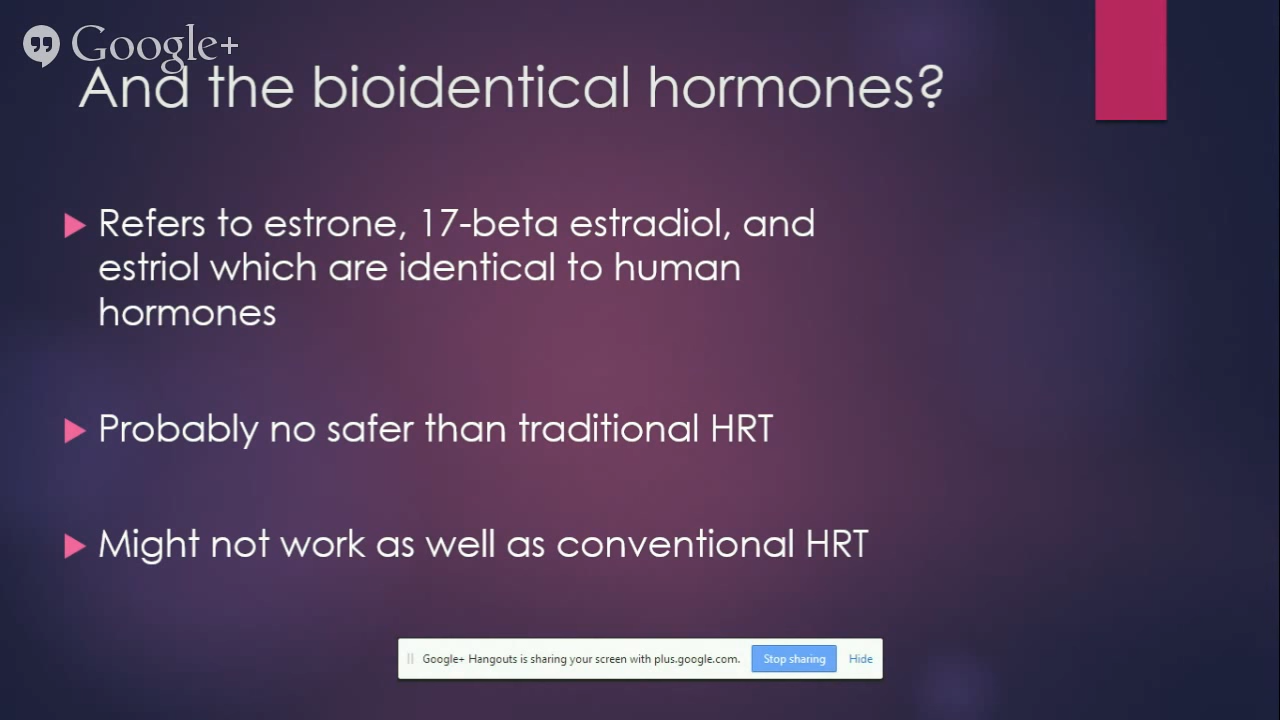 Google+
And the bioidentical hormones?
Refers to estrone, 17-beta estradiol, and
estriol which are identical to human
hormones
Probably no safer than traditional HRT
Might not work as well as conventional HRT
Google+ Hangouts is sharing your screen with plus.google.com. Stop sharing Hide